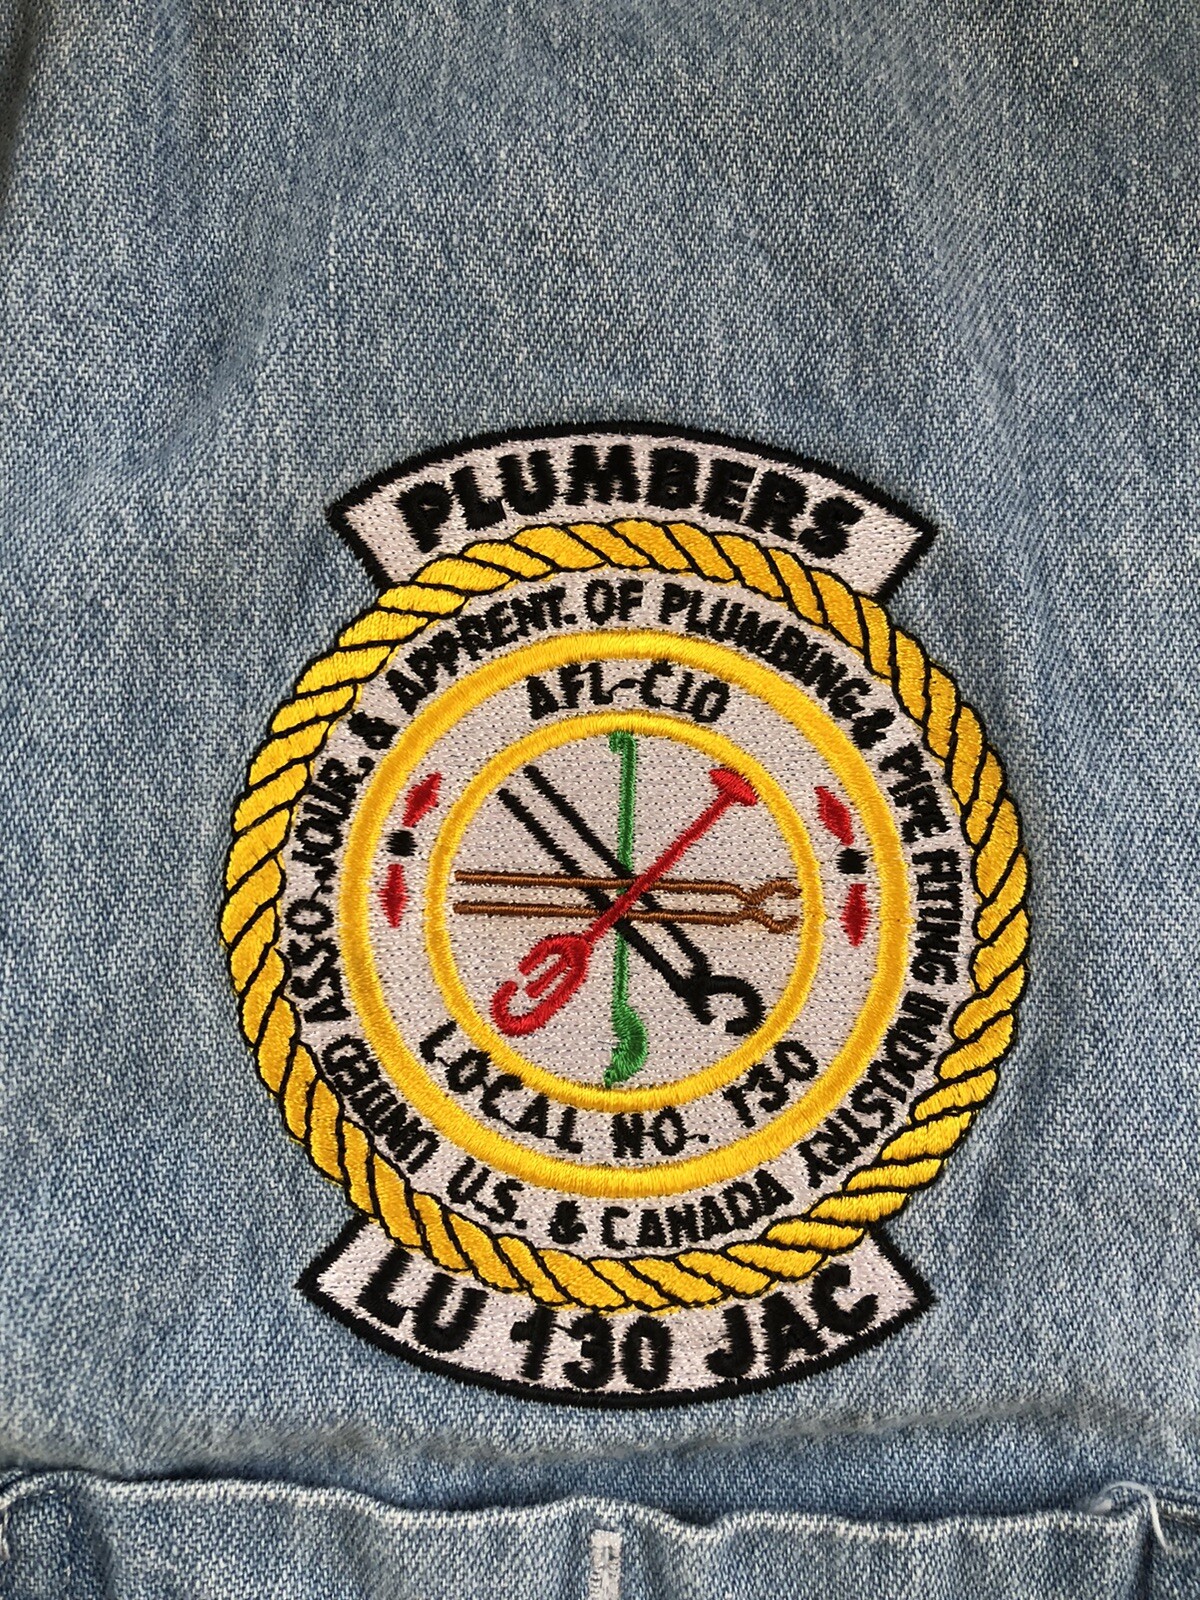 PLUMBERS
UNITED ASSO. JOUR. & APPRENT. OF PLUMBING & PIPE FITTING INDUSTRY
U.S. & CANADA
AFL-CIO
LOCAL NO. 130
LU 130 JAC